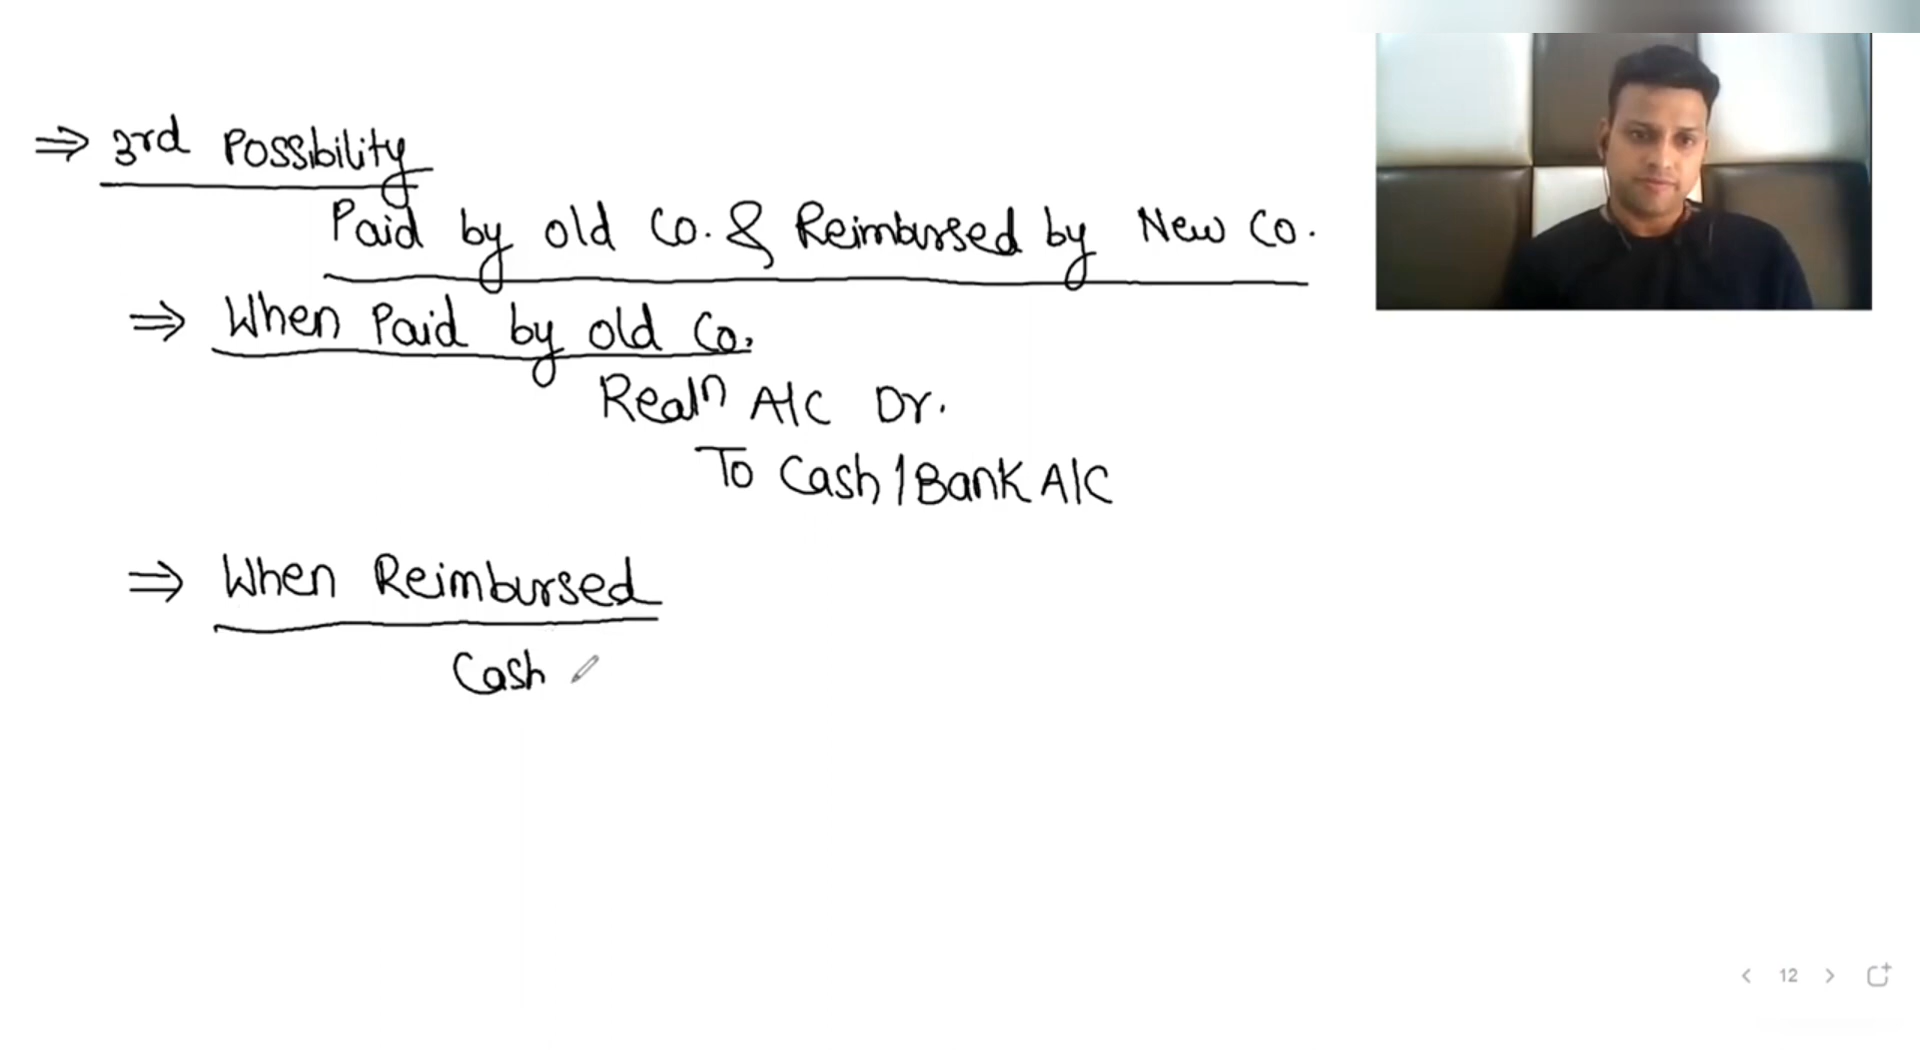 ⇒ 3rd Possibility
Paid by old Co. & Reimbursed by New Co.
⇒ When Paid by old Co.
Realn A/C Dr.
To Cash/Bank A/C
⇒ When Reimbursed
Cash
< 12 >